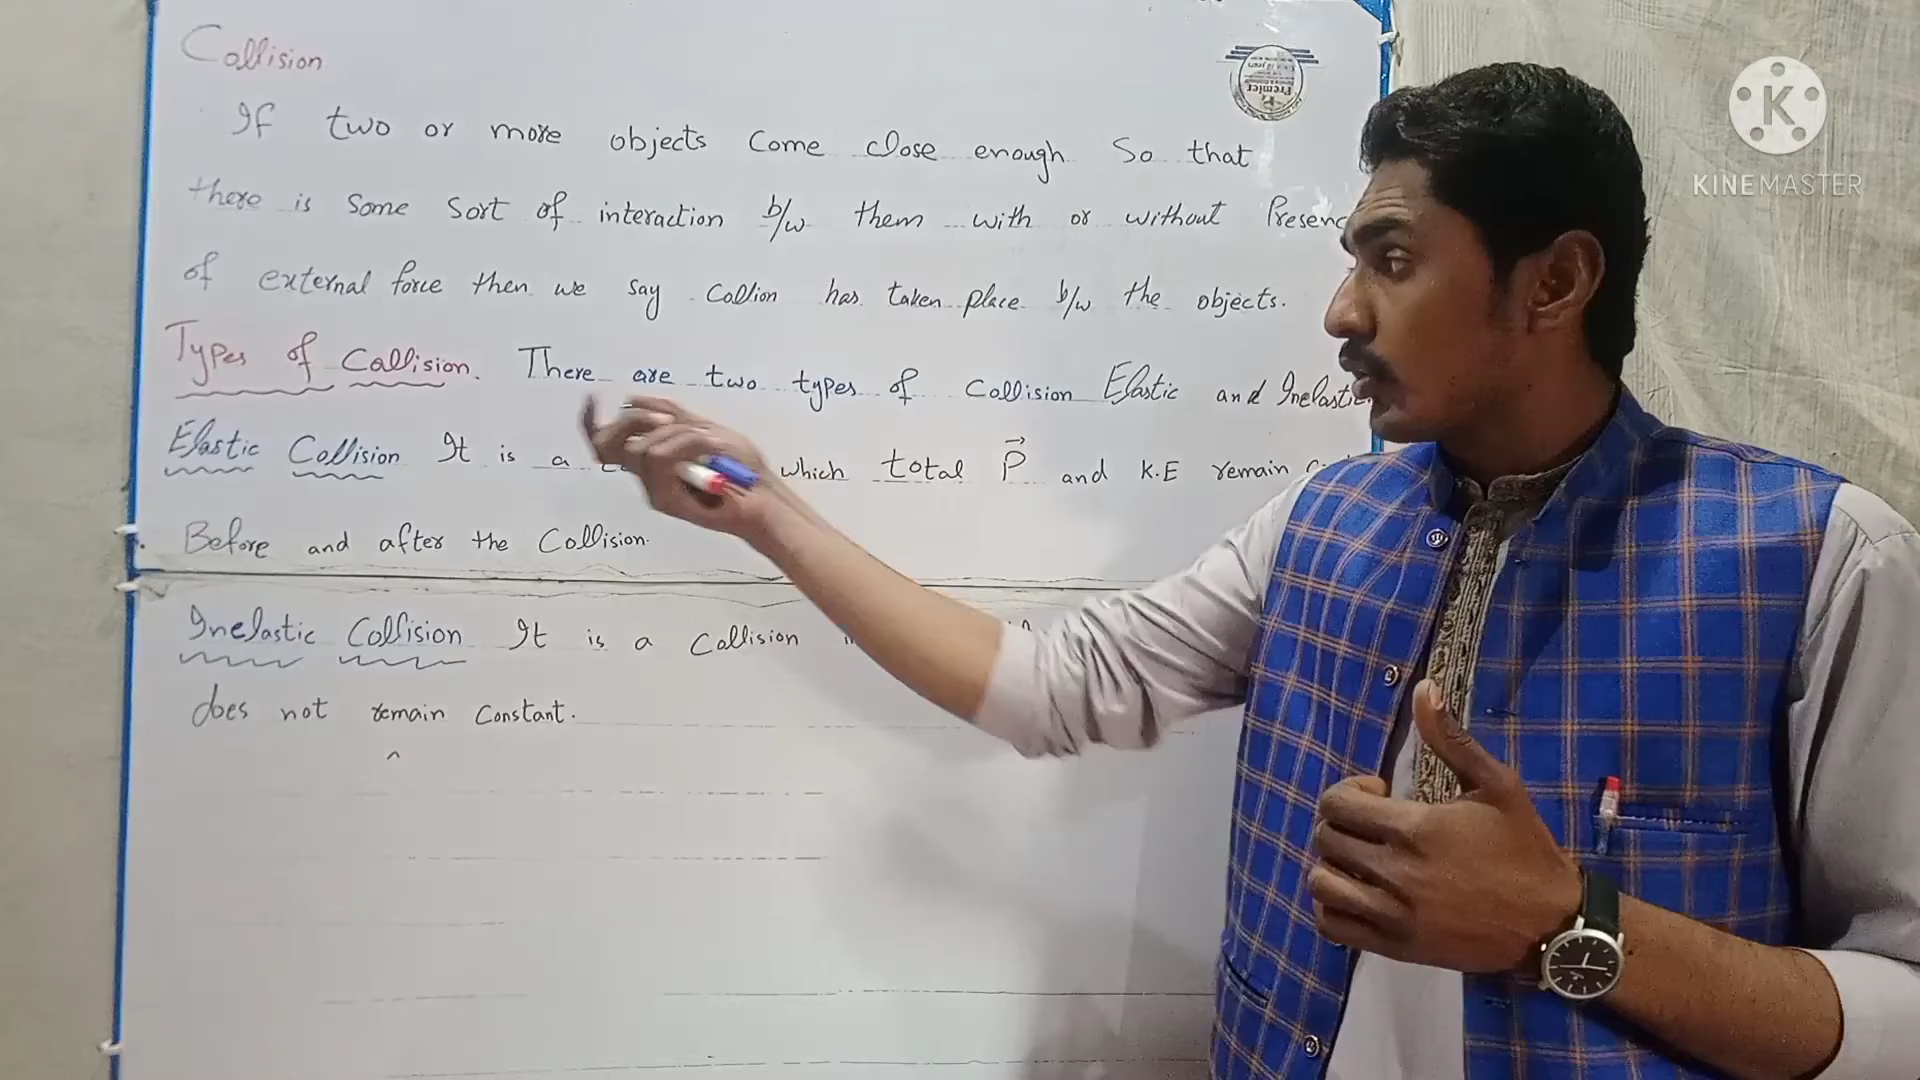 Collision
If two or more objects Come close enough So that
there is Some Sort of interaction b/w them with or without Presenc
of external force then we say Collion has taken place b/w the objects.
Types of Collision. There are two types of Collision Elastic and Inelastic
Elastic Collision It is a which total P⃗ and K.E remain
Before and after the Collision.
Inelastic Collision It is a Collision
does not remain Constant.
^
Premier
K
KINEMASTER